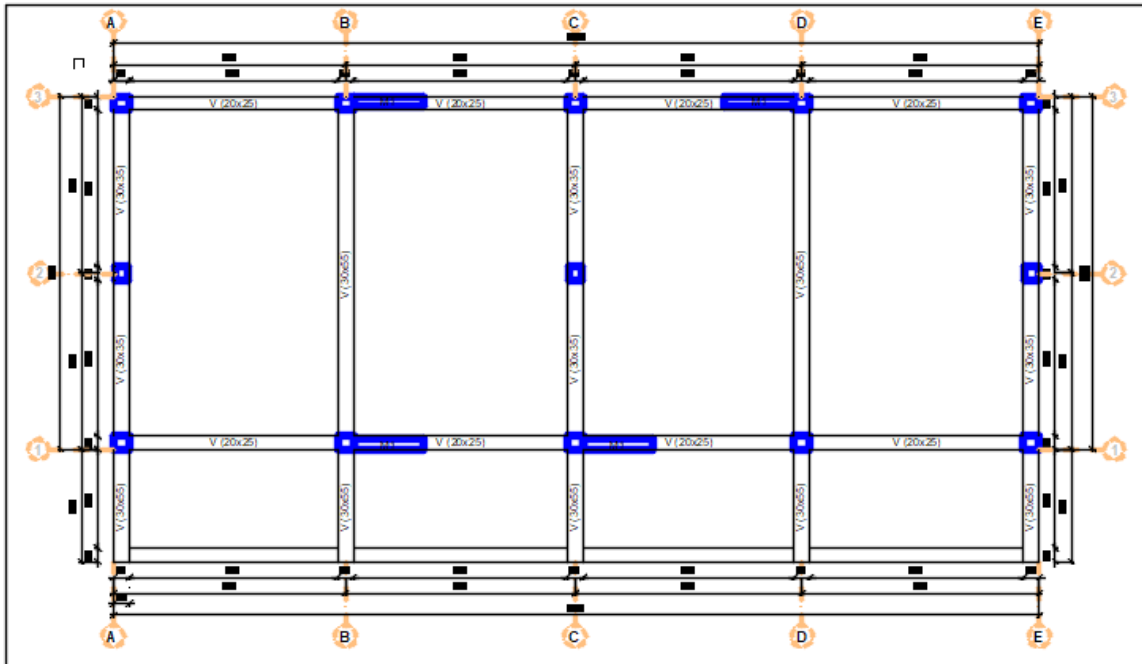 A B C D E
3 V (20x25) V (20x25) V (20x25) V (20x25) 3
V (30x35) V (30x35) V (30x35)
V (30x55) V (30x55)
2 2
V (30x35) V (30x35) V (30x35)
V (20x25) V (20x25) V (20x25) V (20x25)
1 1
V (30x55) V (30x55) V (30x55) V (30x55) V (30x55)
A B C D E